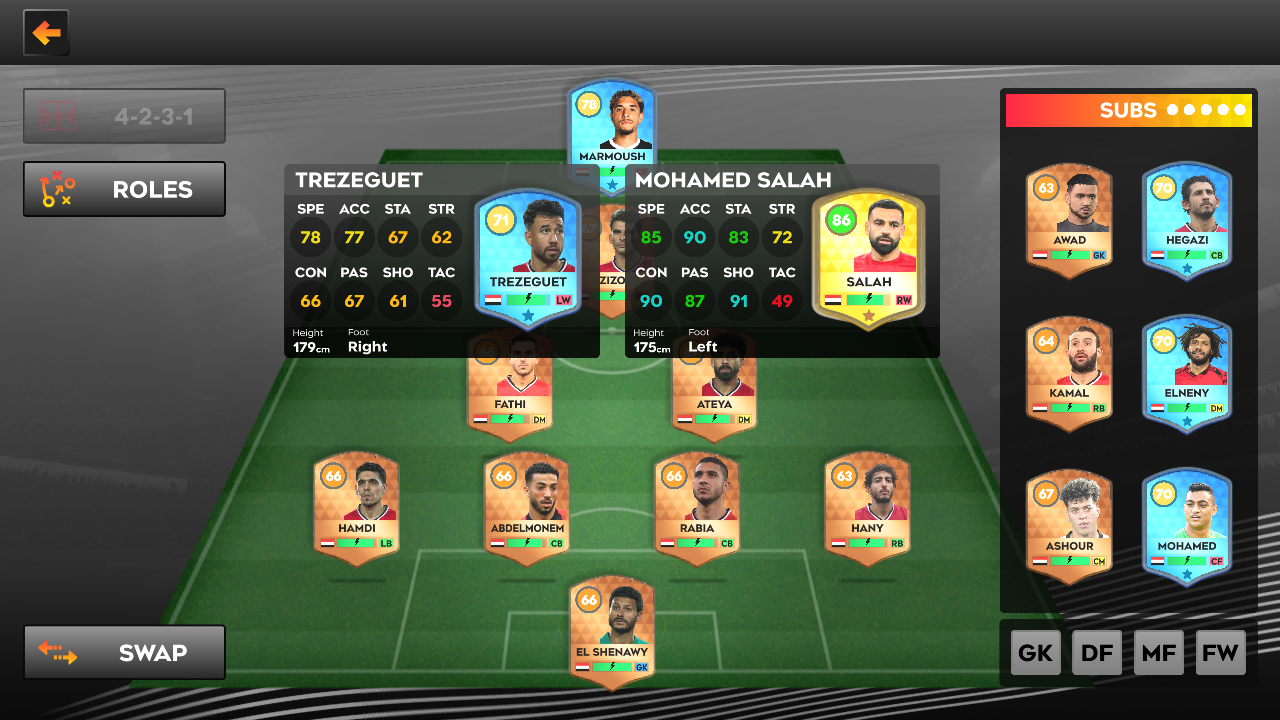 4-2-3-1
ROLES
SWAP
78
MARMOUSH
TREZEGUET
SPE ACC STA STR
78 77 67 62
CON PAS SHO TAC
66 67 61 55
Height Foot
179cm Right
71
TREZEGUET
LW
MOHAMED SALAH
SPE ACC STA STR
85 90 83 72
CON PAS SHO TAC
90 87 91 49
Height Foot
175cm Left
86
SALAH
RW
ZIZO
FATHI
DM
ATEYA
DM
66
HAMDI
LB
66
ABDELMONEM
CB
66
RABIA
CB
63
HANY
RB
66
EL SHENAWY
GK
SUBS
63
AWAD
GK
70
HEGAZI
CB
64
KAMAL
RB
70
ELNENY
DM
67
ASHOUR
CM
70
MOHAMED
CF
GK DF MF FW